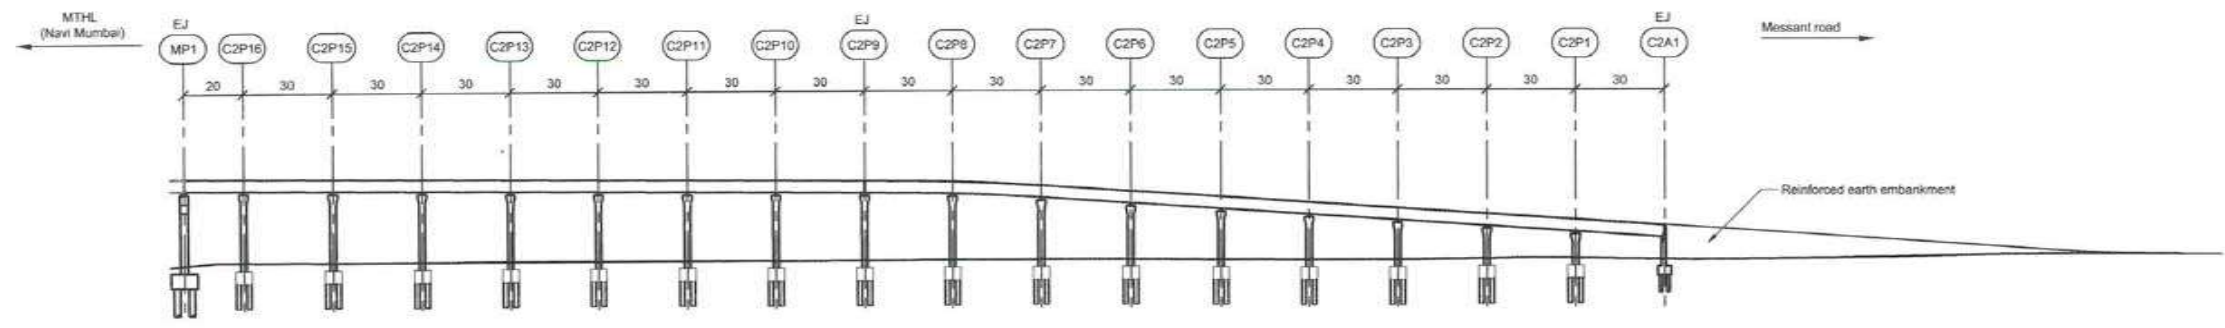 MTHL
(Navi Mumbai)
EJ
EJ
EJ
Messant road
MP1 C2P16 C2P15 C2P14 C2P13 C2P12 C2P11 C2P10 C2P9 C2P8 C2P7 C2P6 C2P5 C2P4 C2P3 C2P2 C2P1 C2A1
20 30 30 30 30 30 30 30 30 30 30 30 30 30 30 30 30
Reinforced earth embankment